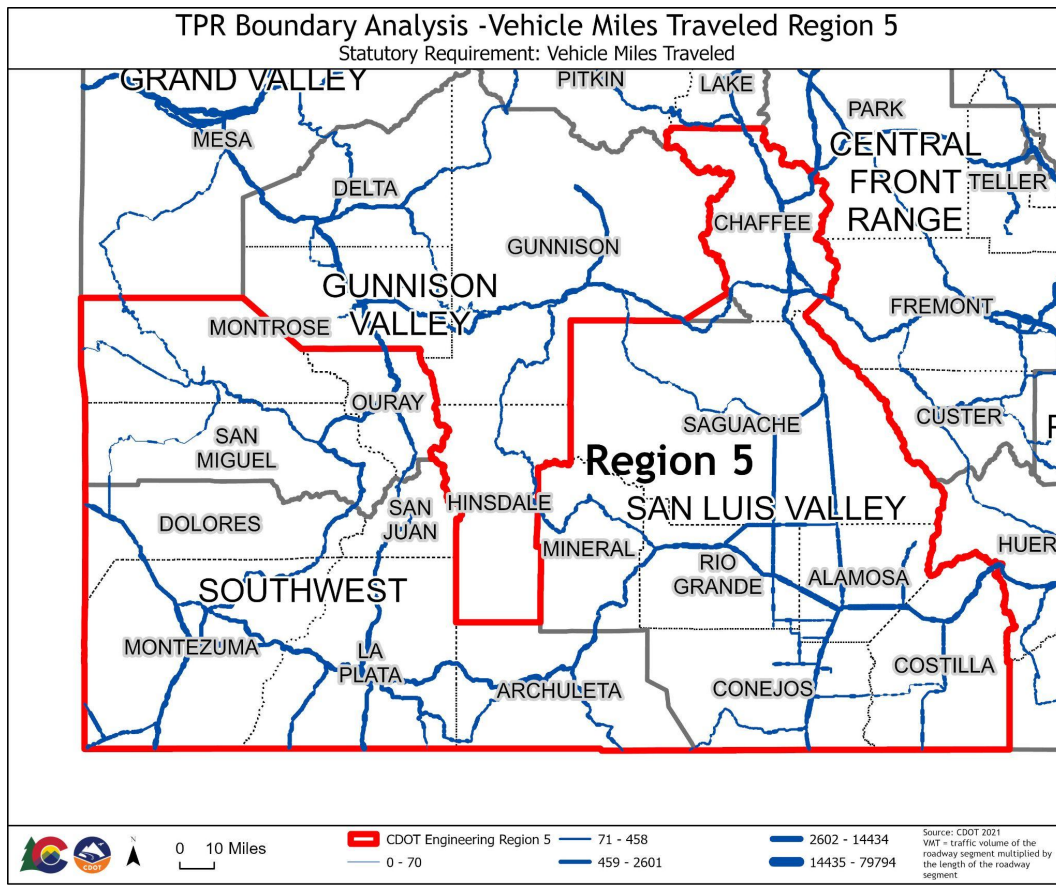 TPR Boundary Analysis -Vehicle Miles Traveled Region 5
Statutory Requirement: Vehicle Miles Traveled
GRAND VALLEY
PITKIN
LAKE
PARK
MESA
CENTRAL
FRONT
RANGE
TELLER
DELTA
CHAFFEE
GUNNISON
GUNNISON
VALLEY
FREMONT
MONTROSE
OURAY
CUSTER
SAGUACHE
SAN
MIGUEL
Region 5
SAN LUIS VALLEY
HINSDALE
SAN
JUAN
DOLORES
MINERAL
HUER
RIO
GRANDE
ALAMOSA
SOUTHWEST
MONTEZUMA
LA
PLATA
COSTILLA
ARCHULETA
CONEJOS
CDOT
N
0 10 Miles
CDOT Engineering Region 5
0 - 70
71 - 458
459 - 2601
2602 - 14434
14435 - 79794
Source: CDOT 2021
VMT = traffic volume of the
roadway segment multiplied by
the length of the roadway
segment